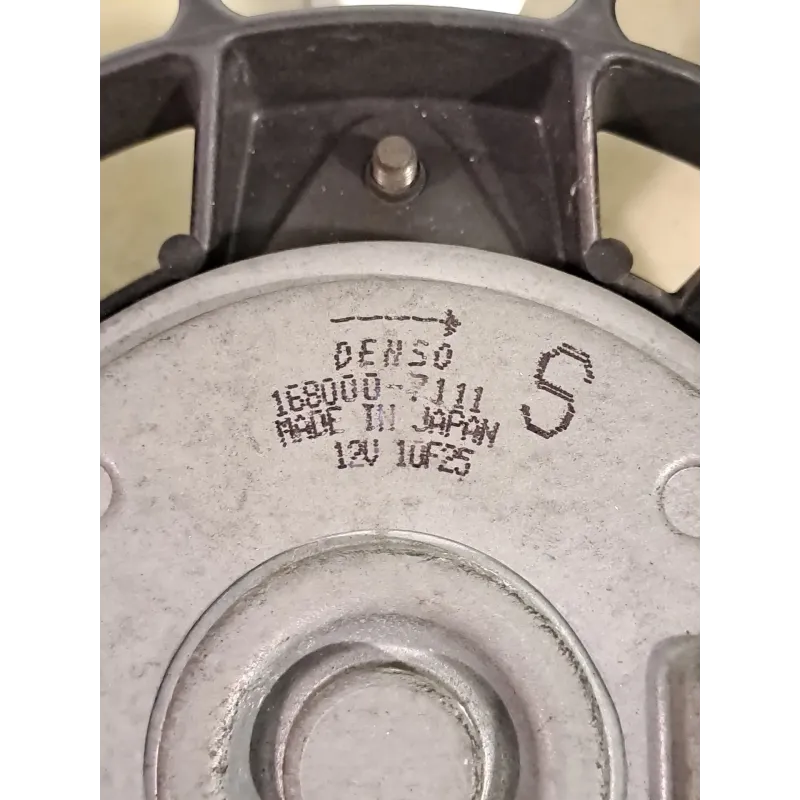 DENSO
168000-7111
MADE IN JAPAN
12V 10F25
S